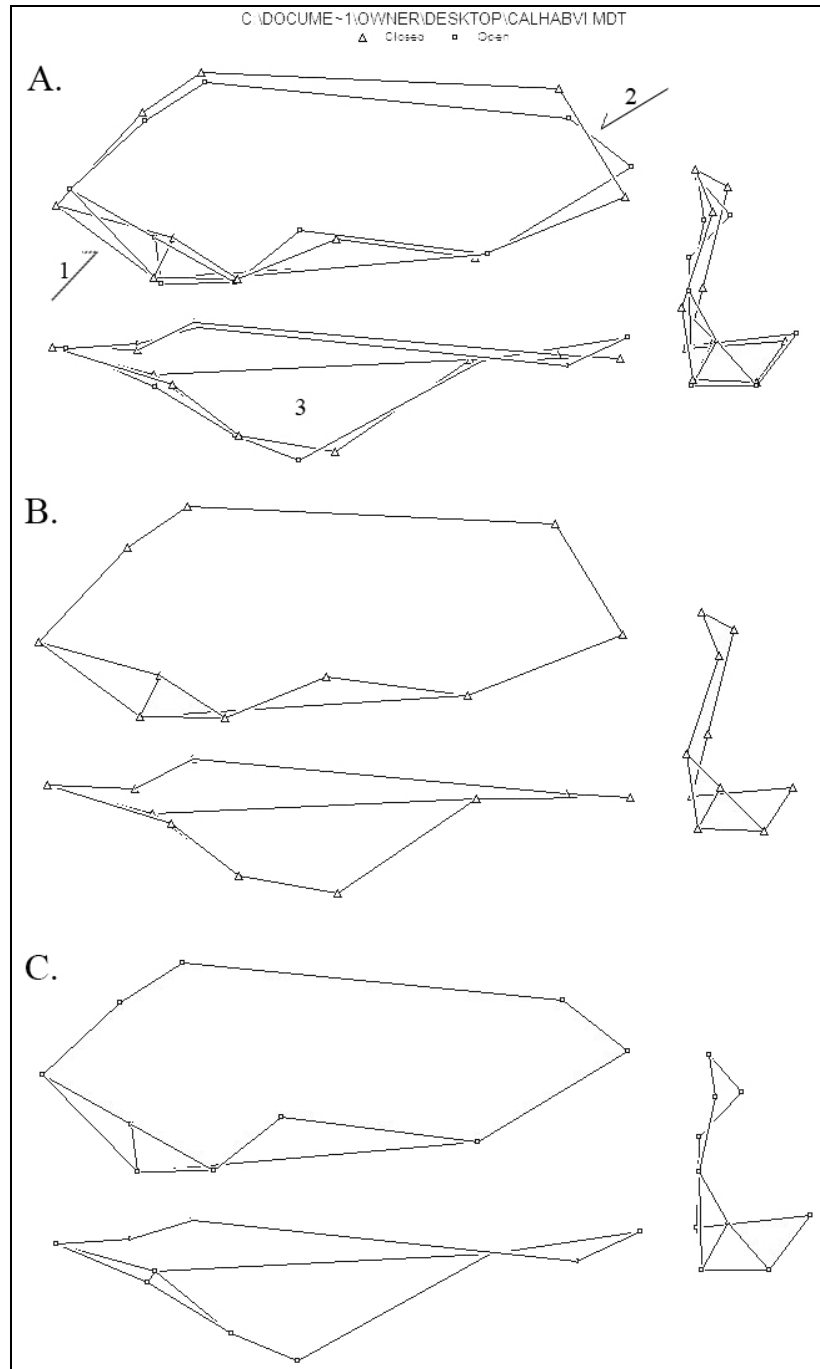 C:\DOCUME~1\OWNER\DESKTOP\CALHABVI.MDT
Closed Open
A.
2
1
3
B.
C.